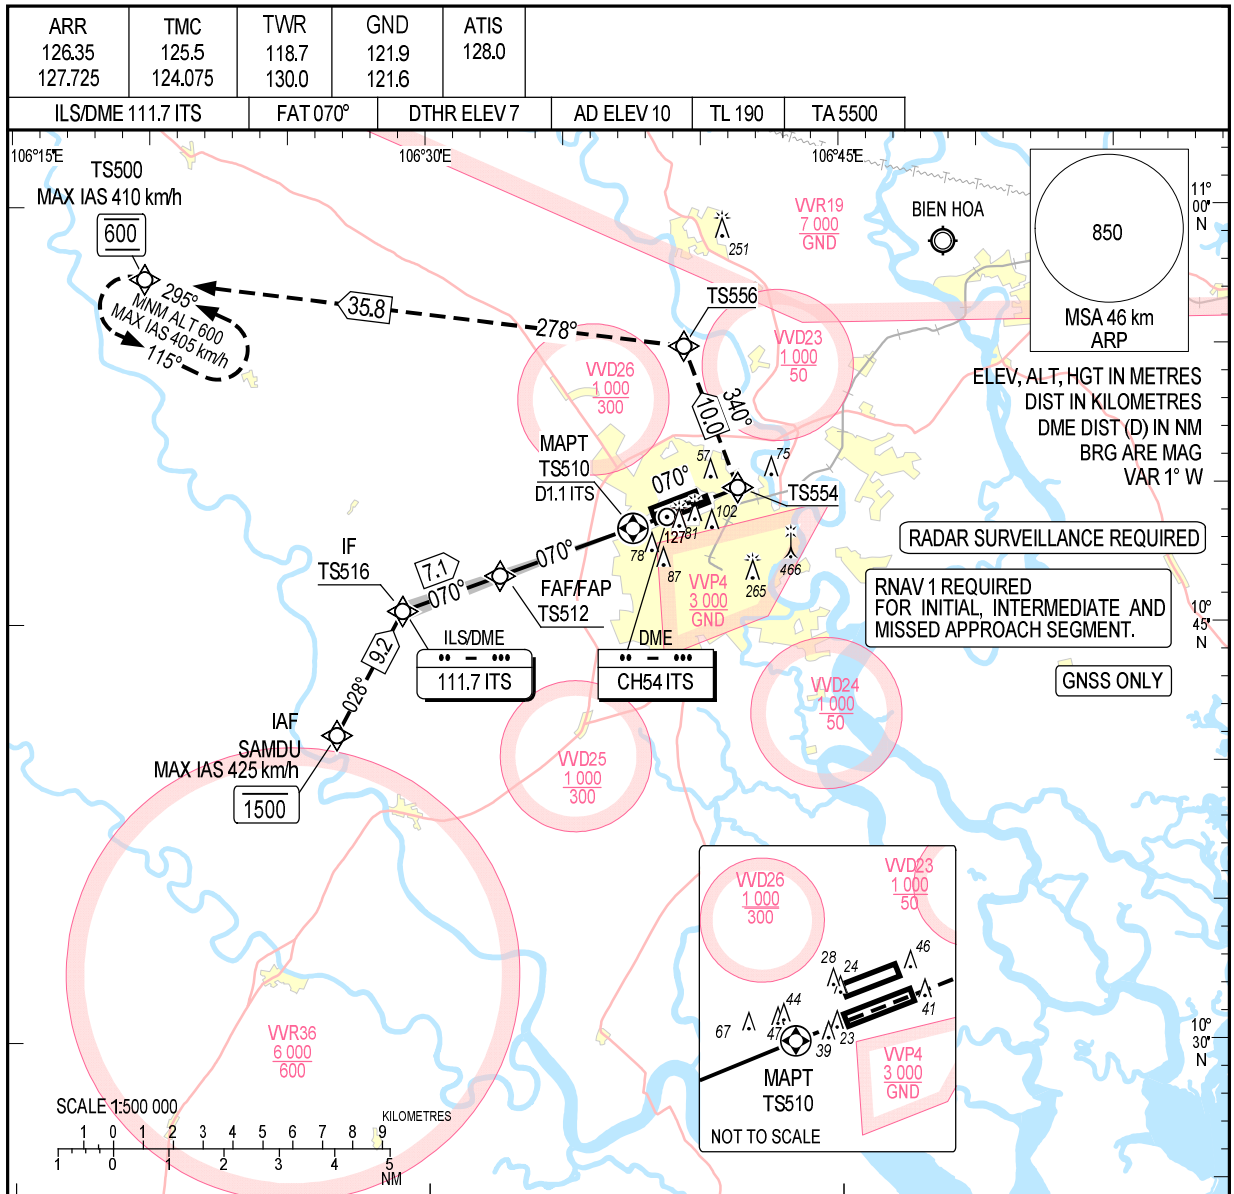 ARR
126.35
127.725
TMC
125.5
124.075
TWR
118.7
130.0
GND
121.9
121.6
ATIS
128.0
ILS/DME 111.7 ITS
FAT 070°
DTHR ELEV 7
AD ELEV 10
TL 190
TA 5500
106°15'E
106°30'E
106°45'E
TS500
MAX IAS 410 km/h
600
295°
MNM ALT 600
MAX IAS 405 km/h
115°
35.8
278°
TS556
251
VVR19
7 000
GND
BIEN HOA
850
MSA 46 km
ARP
11°
00'
N
VVD23
1 000
50
VVD26
1 000
300
ELEV, ALT, HGT IN METRES
DIST IN KILOMETRES
DME DIST (D) IN NM
BRG ARE MAG
VAR 1° W
10.0
340°
MAPT
TS510
D1.1 ITS
57
75
070°
TS554
102
81
127
78
87
466
265
RADAR SURVEILLANCE REQUIRED
IF
TS516
7.1
070°
070°
FAF/FAP
TS512
VVP4
3 000
GND
RNAV 1 REQUIRED
FOR INITIAL, INTERMEDIATE AND
MISSED APPROACH SEGMENT.
10°
45'
N
ILS/DME
111.7 ITS
DME
CH54 ITS
GNSS ONLY
9.2
028°
IAF
SAMDU
MAX IAS 425 km/h
1500
VVD24
1 000
50
VVD25
1 000
300
VVD26
1 000
300
VVD23
1 000
50
28
24
46
44
67
47
39
23
41
MAPT
TS510
VVP4
3 000
GND
NOT TO SCALE
10°
30'
N
VVR36
6 000
600
SCALE 1:500 000
KILOMETRES
1 0 1 2 3 4 5 6 7 8 9
1 0 1 2 3 4 5
NM